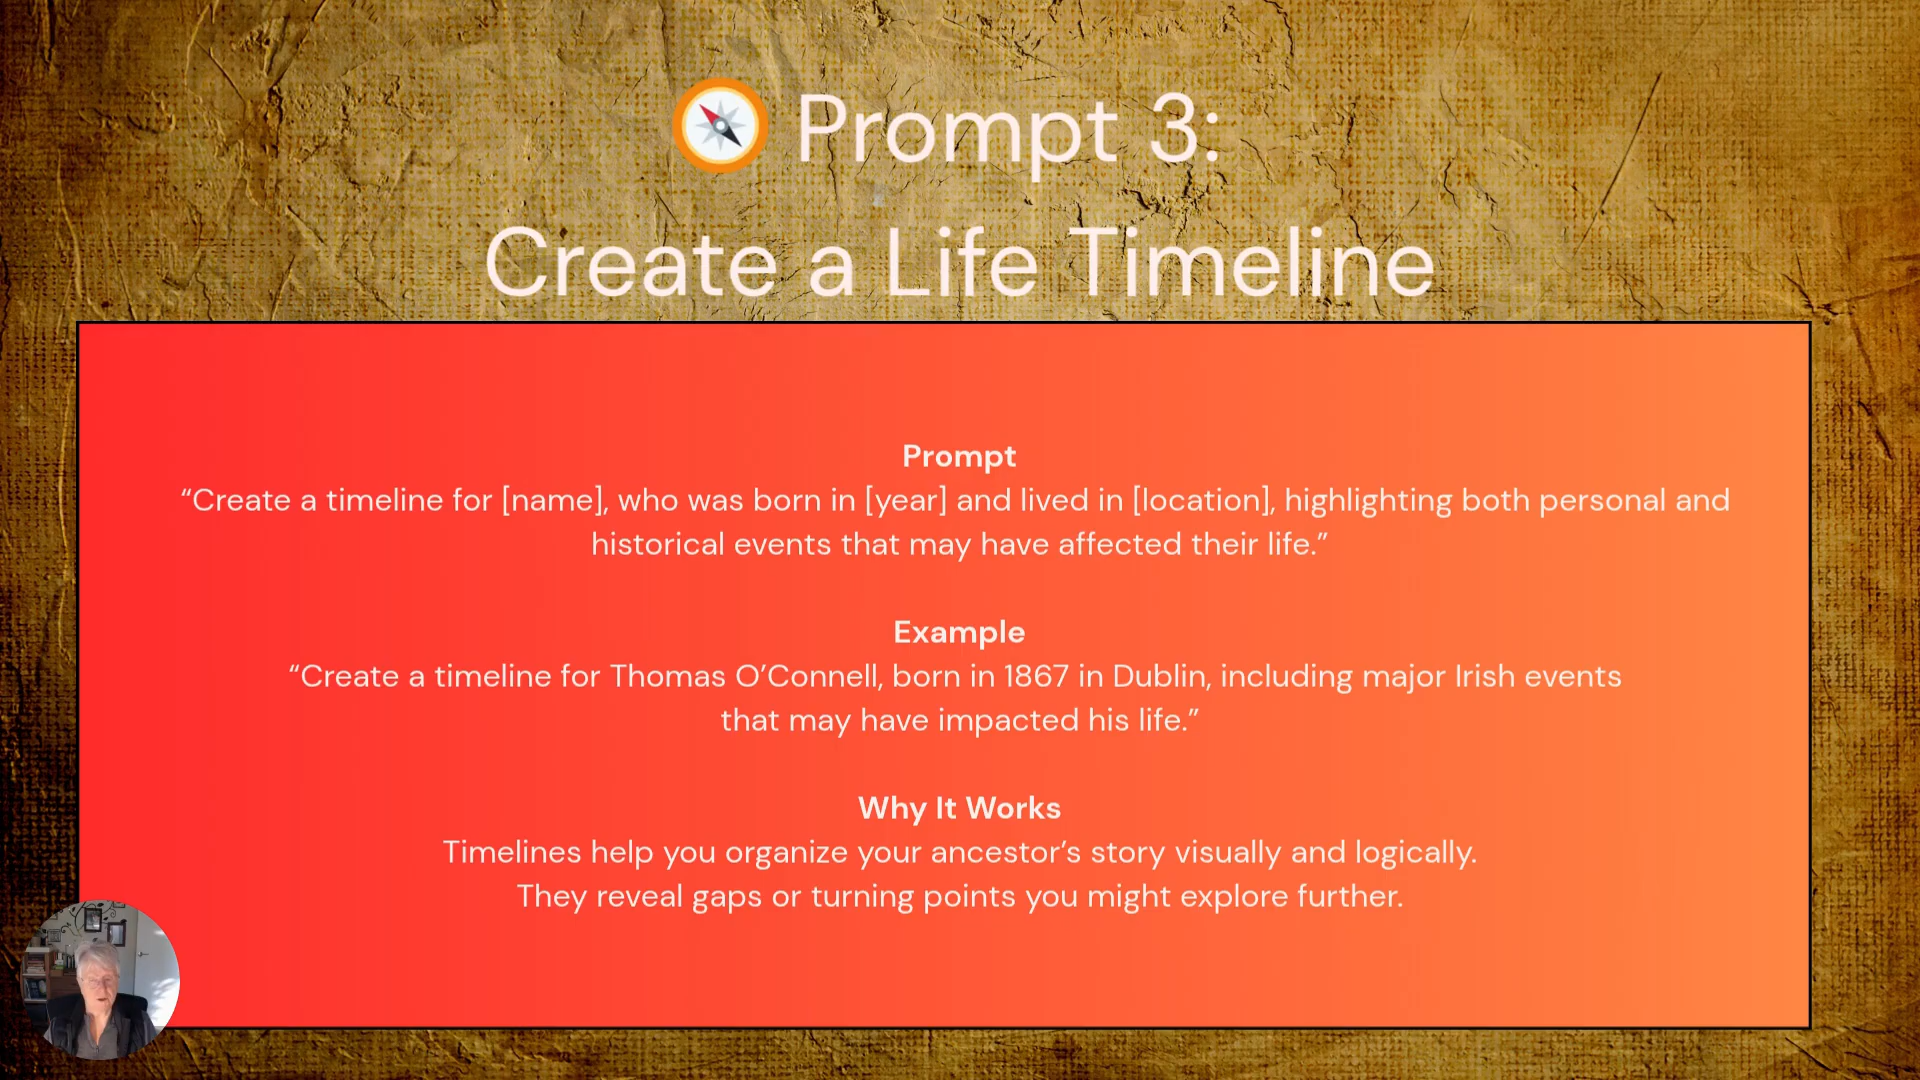 Prompt 3:
Create a Life Timeline
Prompt
“Create a timeline for [name], who was born in [year] and lived in [location], highlighting both personal and
historical events that may have affected their life.”
Example
“Create a timeline for Thomas O’Connell, born in 1867 in Dublin, including major Irish events
that may have impacted his life.”
Why It Works
Timelines help you organize your ancestor’s story visually and logically.
They reveal gaps or turning points you might explore further.